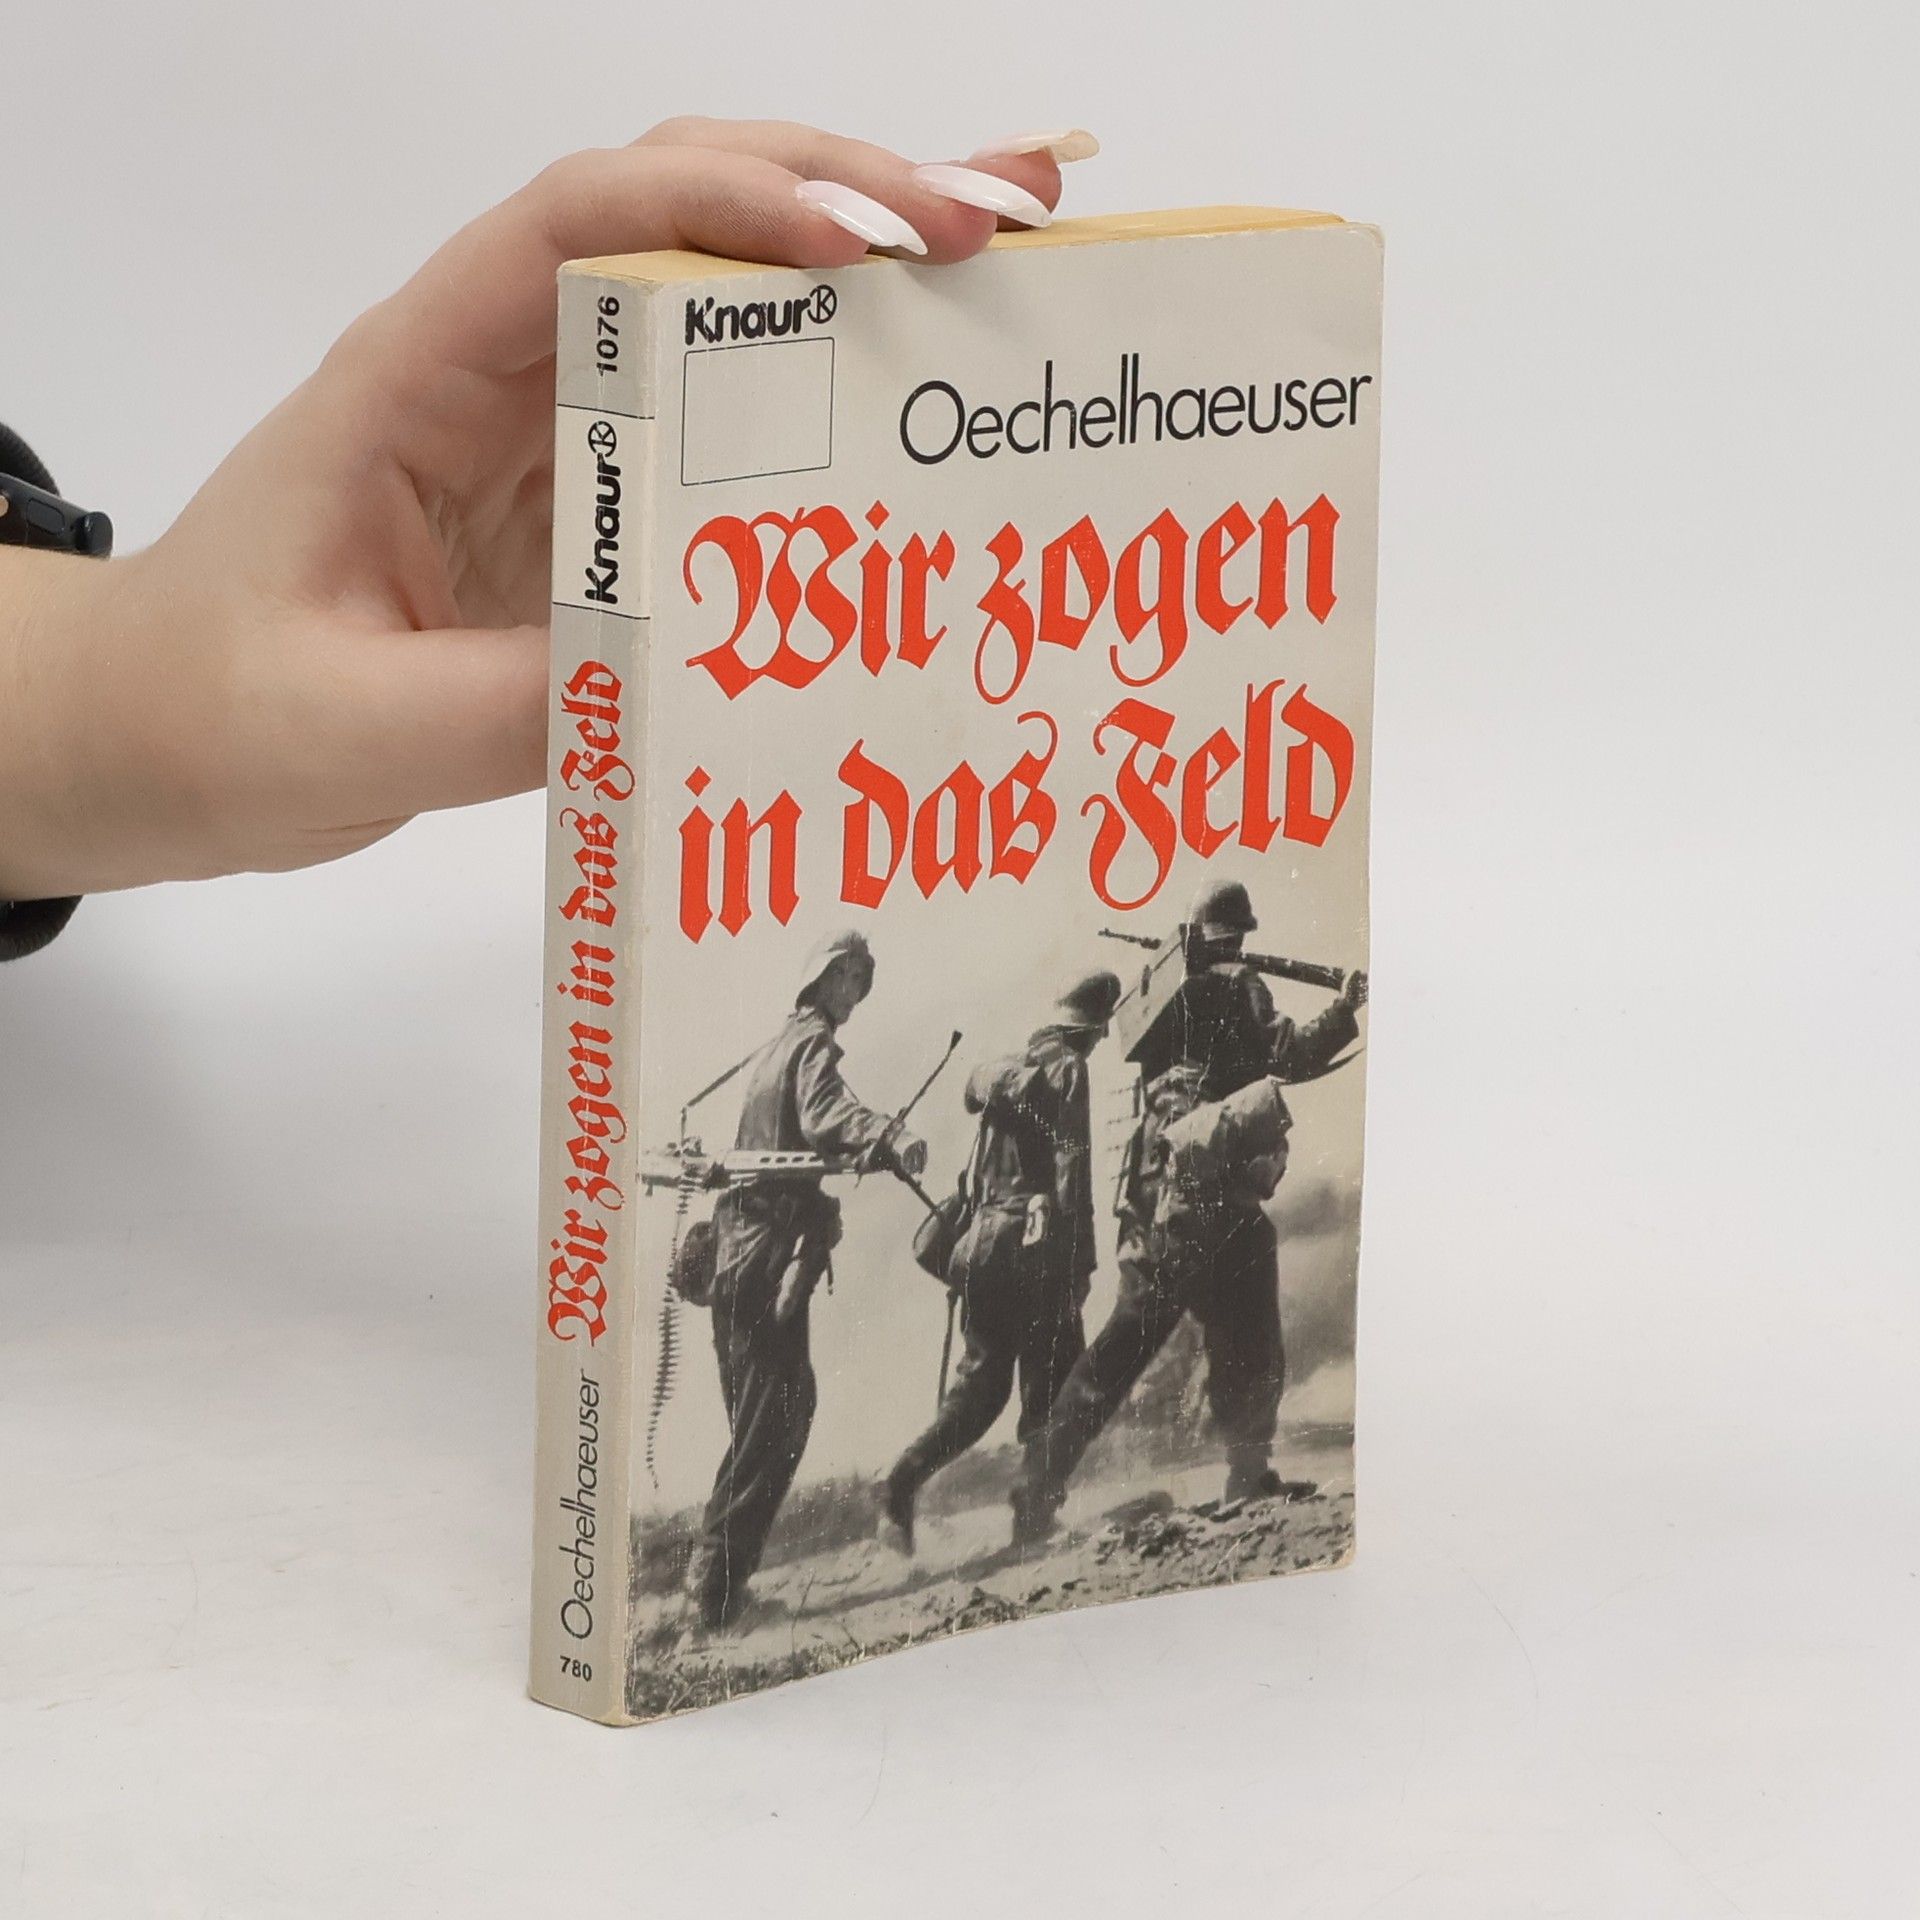 Knaur
Oechelhaeuser
Wir zogen
in das Feld
1076
Knaur
Wir zogen in das Feld
Oechelhaeuser
780